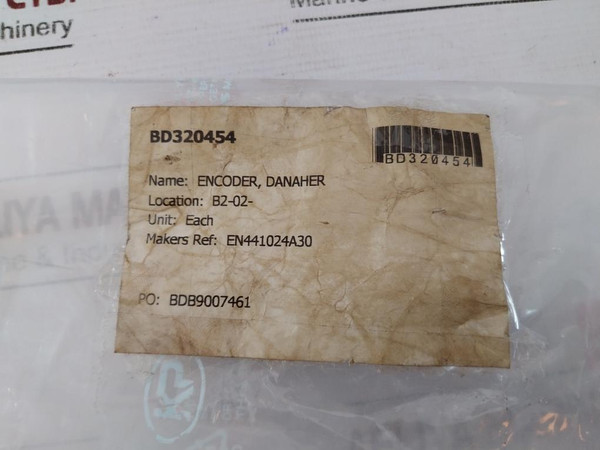 hinery
BD320454
BD320454
Name: ENCODER, DANAHER
Location: B2-02-
Unit: Each
Makers Ref: EN441024A30
PO: BDB9007461